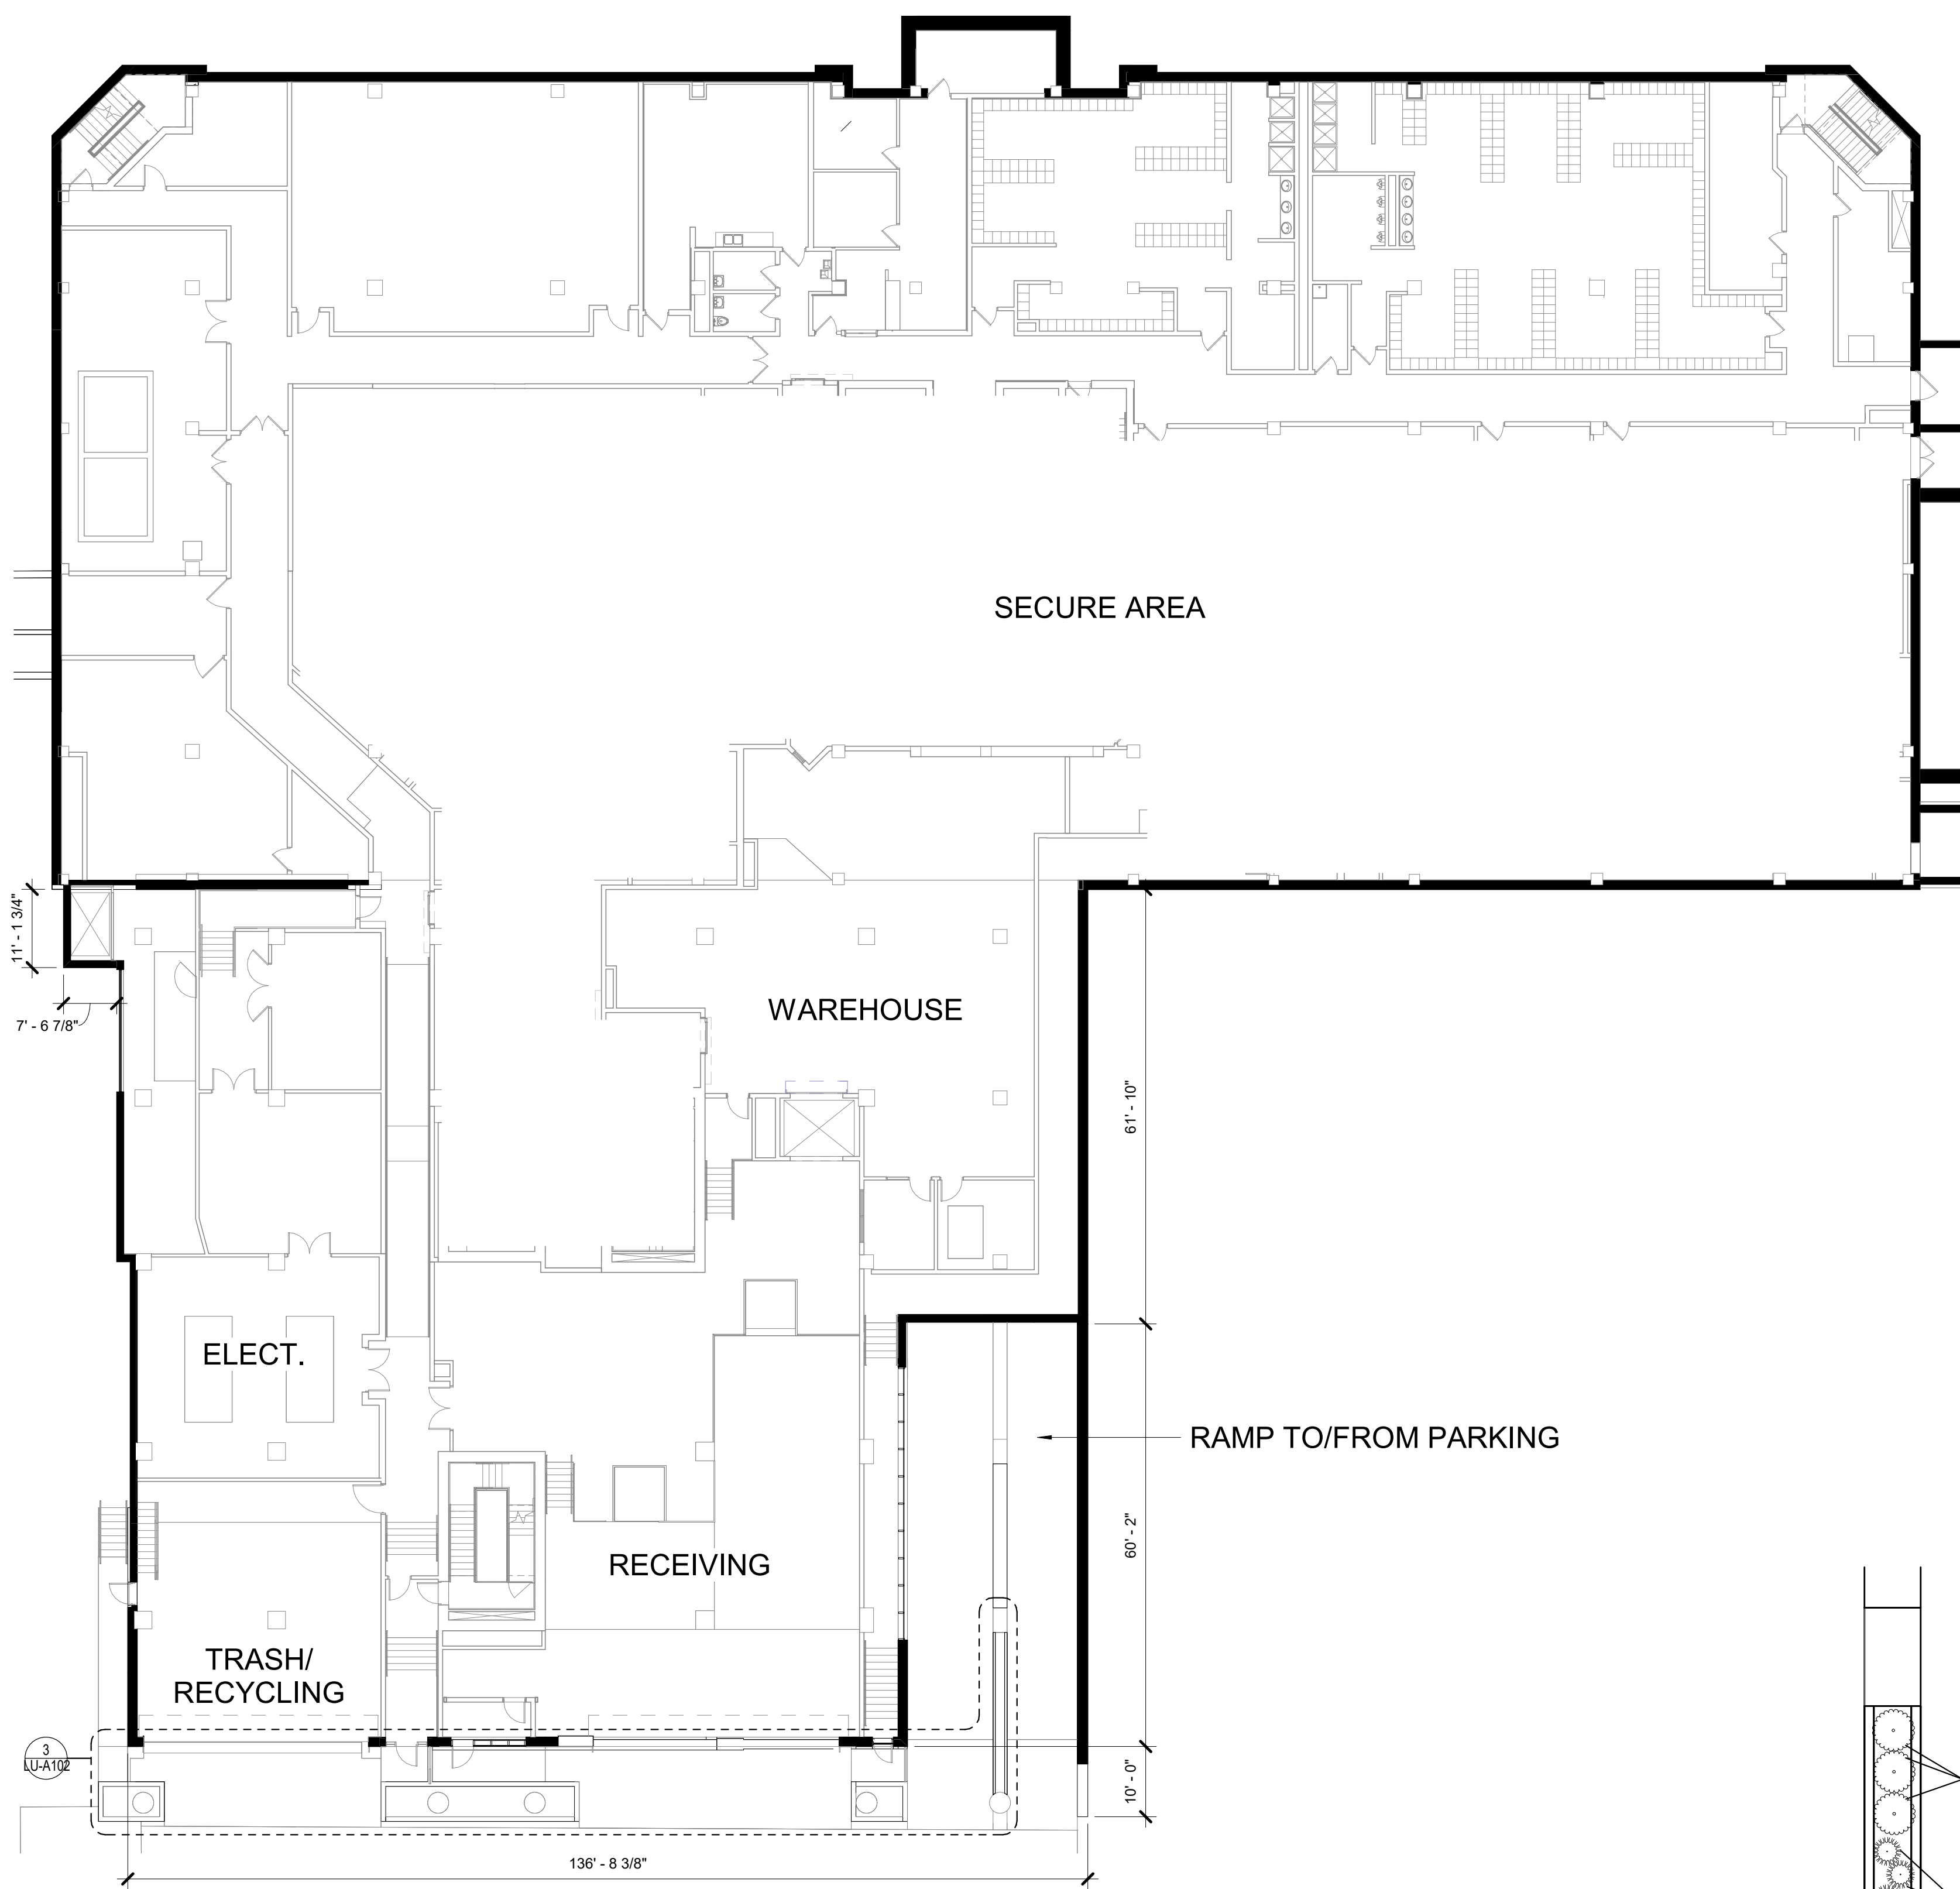 SECURE AREA
11' - 1 3/4"
7' - 6 7/8"
WAREHOUSE
61' - 10"
ELECT.
RAMP TO/FROM PARKING
60' - 2"
RECEIVING
TRASH/
RECYCLING
3
LU-A102
10' - 0"
136' - 8 3/8"